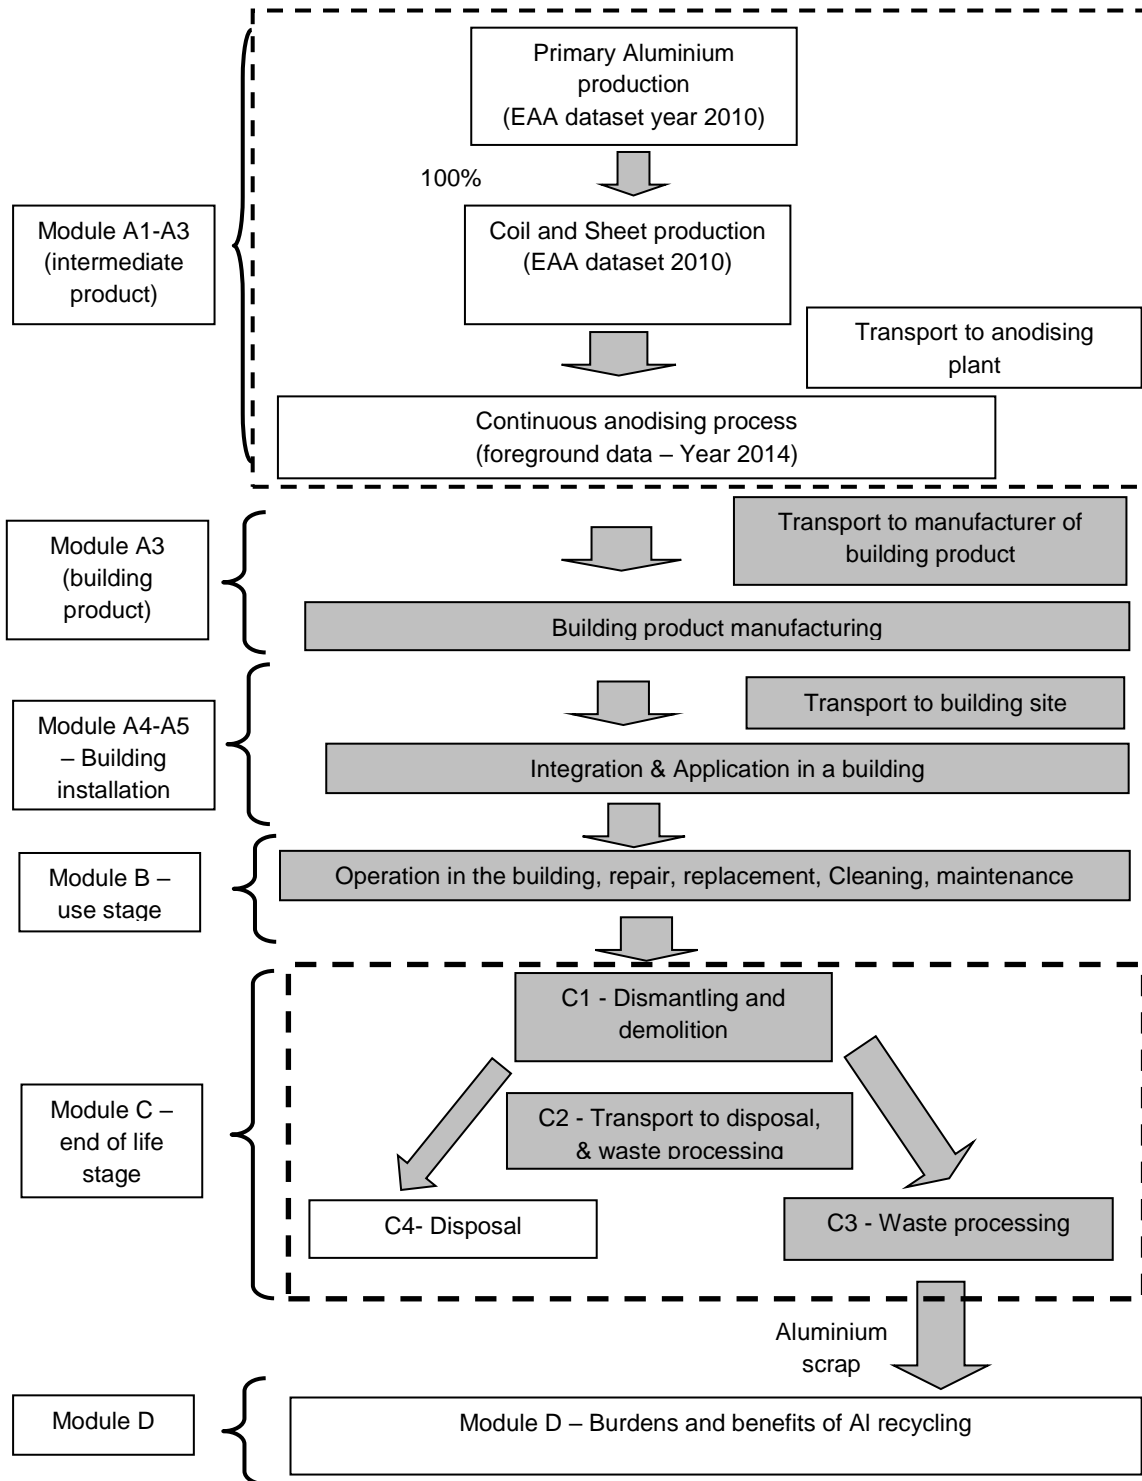 Primary Aluminium
production
(EAA dataset year 2010)
100%
Module A1-A3
(intermediate
product)
Coil and Sheet production
(EAA dataset 2010)
Transport to anodising
plant
Continuous anodising process
(foreground data – Year 2014)
Module A3
(building
product)
Transport to manufacturer of
building product
Building product manufacturing
Module A4-A5
– Building
installation
Transport to building site
Integration & Application in a building
Module B –
use stage
Operation in the building, repair, replacement, Cleaning, maintenance
Module C –
end of life
stage
C1 - Dismantling and
demolition
C2 - Transport to disposal,
& waste processing
C4- Disposal
C3 - Waste processing
Aluminium
scrap
Module D
Module D – Burdens and benefits of Al recycling